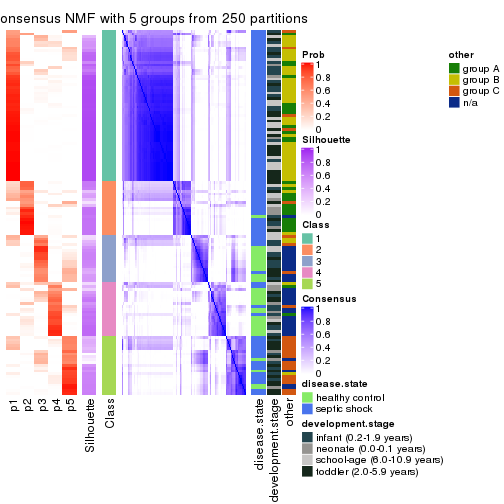 onsensus NMF with 5 groups from 250 partitions
Prob
1
0.8
0.6
0.4
0.2
0
Silhouette
1
0.8
0.6
0.4
0.2
0
Class
1
2
3
4
5
Consensus
1
0.8
0.6
0.4
0.2
0
disease.state
healthy control
septic shock
development.stage
infant (0.2-1.9 years)
neonate (0.0-0.1 years)
school-age (6.0-10.9 years)
toddler (2.0-5.9 years)
other
group A
group B
group C
n/a
p1
p2
p3
p4
p5
Silhouette
Class
disease.state
development.stage
other